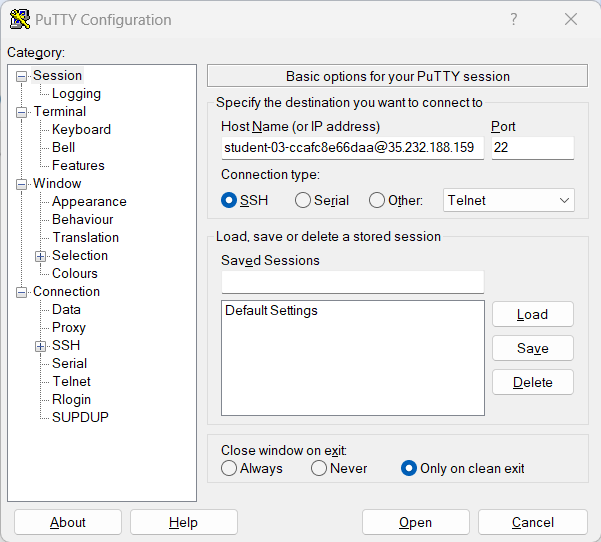 PuTTY Configuration
Category:
Session
Logging
Terminal
Keyboard
Bell
Features
Window
Appearance
Behaviour
Translation
Selection
Colours
Connection
Data
Proxy
SSH
Serial
Telnet
Rlogin
SUPDUP
Basic options for your PuTTY session
Specify the destination you want to connect to
Host Name (or IP address) Port
student-03-ccafc8e66daa@35.232.188.159 22
Connection type:
SSH Serial Other: Telnet
Load, save or delete a stored session
Saved Sessions
Default Settings
Load
Save
Delete
Close window on exit:
Always Never Only on clean exit
About Help Open Cancel